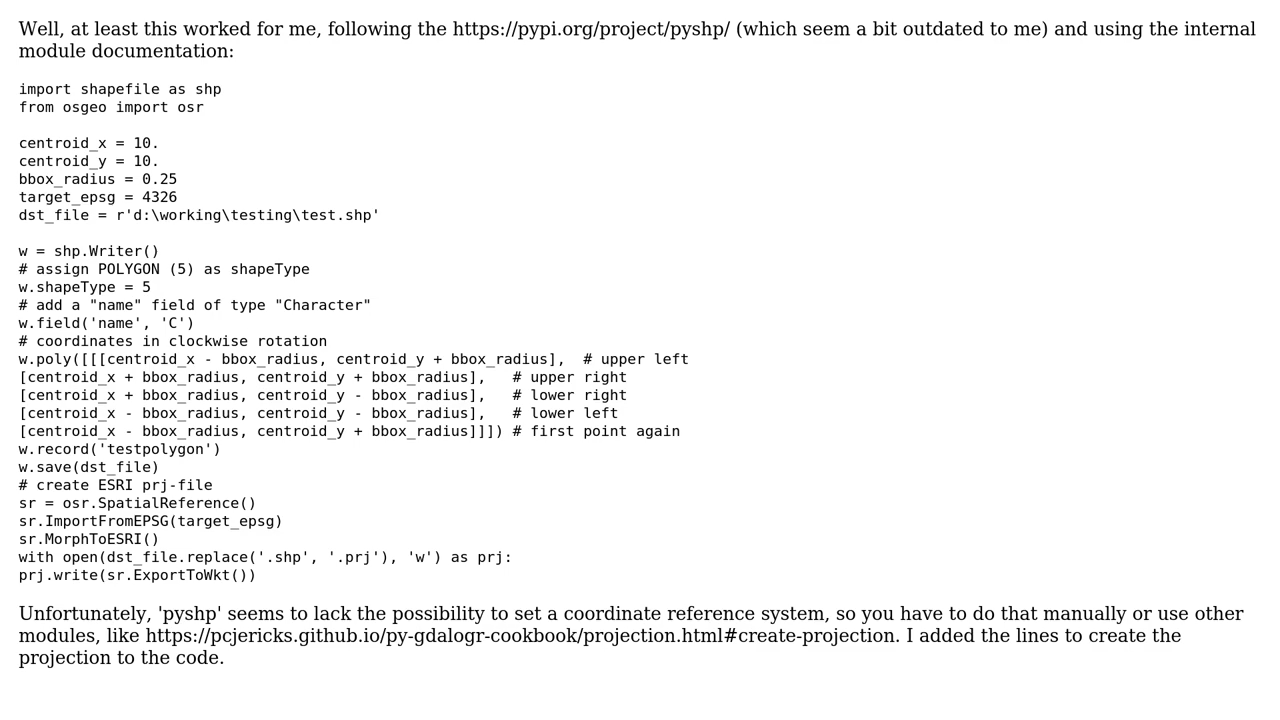 Well, at least this worked for me, following the https://pypi.org/project/pyshp/ (which seem a bit outdated to me) and using the internal
module documentation:
import shapefile as shp
from osgeo import osr
centroid_x = 10.
centroid_y = 10.
bbox_radius = 0.25
target_epsg = 4326
dst_file = r'd:\working\testing\test.shp'
w = shp.Writer()
# assign POLYGON (5) as shapeType
w.shapeType = 5
# add a "name" field of type "Character"
w.field('name', 'C')
# coordinates in clockwise rotation
w.poly([[[centroid_x - bbox_radius, centroid_y + bbox_radius],  # upper left
[centroid_x + bbox_radius, centroid_y + bbox_radius],   # upper right
[centroid_x + bbox_radius, centroid_y - bbox_radius],   # lower right
[centroid_x - bbox_radius, centroid_y - bbox_radius],   # lower left
[centroid_x - bbox_radius, centroid_y + bbox_radius]]]) # first point again
w.record('testpolygon')
w.save(dst_file)
# create ESRI prj-file
sr = osr.SpatialReference()
sr.ImportFromEPSG(target_epsg)
sr.MorphToESRI()
with open(dst_file.replace('.shp', '.prj'), 'w') as prj:
prj.write(sr.ExportToWkt())
Unfortunately, 'pyshp' seems to lack the possibility to set a coordinate reference system, so you have to do that manually or use other
modules, like https://pcjericks.github.io/py-gdalogr-cookbook/projection.html#create-projection. I added the lines to create the
projection to the code.